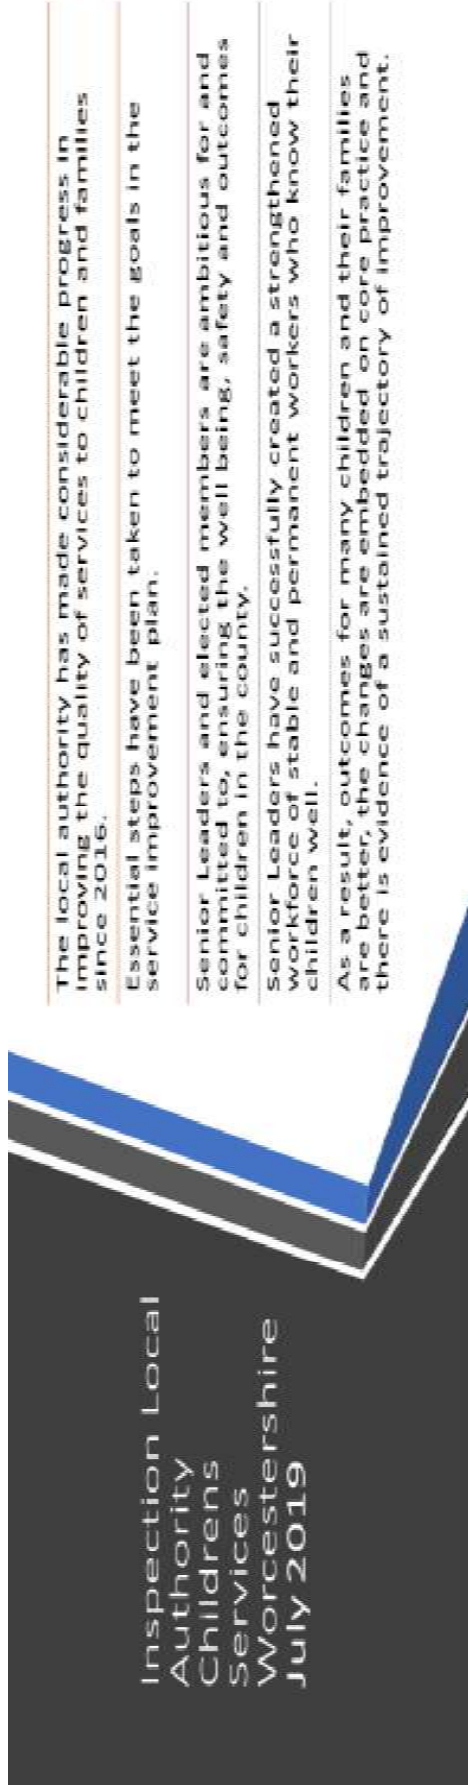 Inspection Local
Authority
Childrens
Services
Worcestershire
July 2019
The local authority has made considerable progress in
improving the quality of services to children and families
since 2016.
Essential steps have been taken to meet the goals in the
service improvement plan.
Senior Leaders and elected members are ambitious for and
committed to, ensuring the well being, safety and outcomes
for children in the county.
Senior Leaders have successfully created a strengthened
workforce of stable and permanent workers who know their
children well.
As a result, outcomes for many children and their families
are better, the changes are embedded on core practice and
there is evidence of a sustained trajectory of improvement.